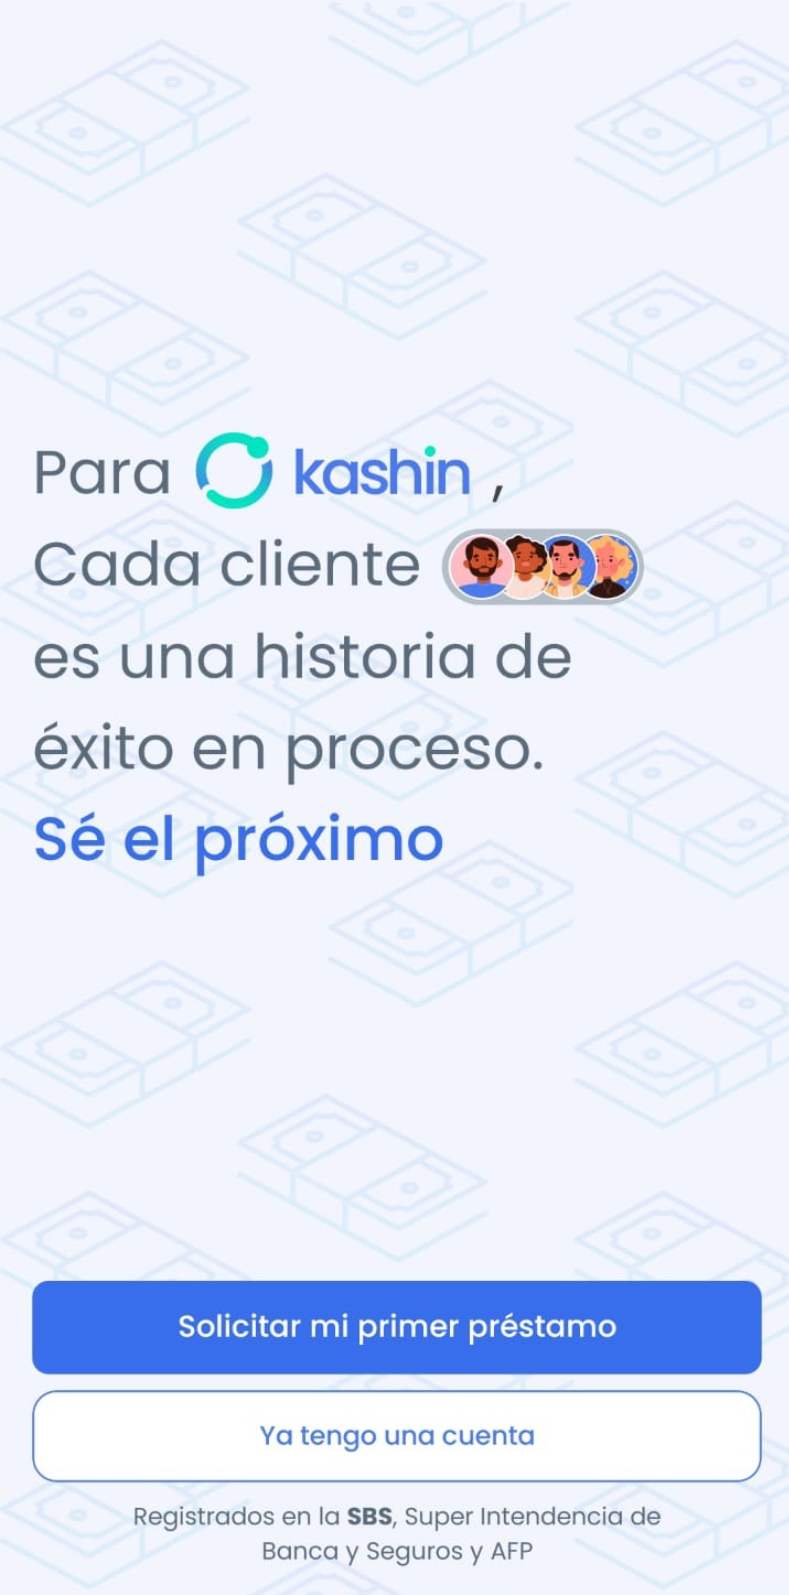 Para kashin ,
Cada cliente
es una historia de
éxito en proceso.
Sé el próximo
Solicitar mi primer préstamo
Ya tengo una cuenta
Registrados en la SBS, Super Intendencia de
Banca y Seguros y AFP